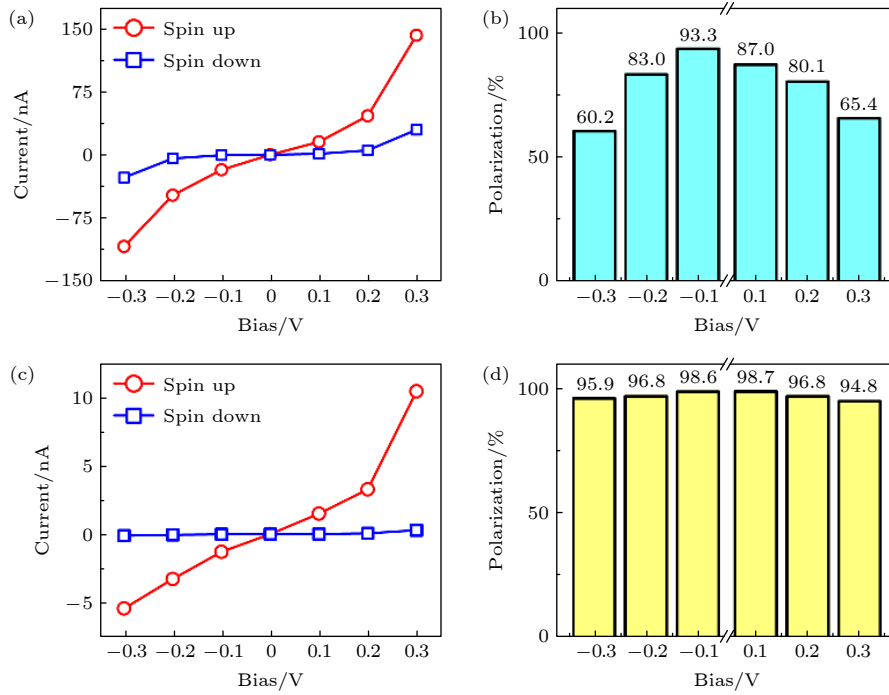 (a)
Spin up
Spin down
150
75
0
−75
−150
Current/nA
−0.3 −0.2 −0.1 0 0.1 0.2 0.3
Bias/V
(b)
100
50
0
Polarization/%
60.2 83.0 93.3 87.0 80.1 65.4
−0.3 −0.2 −0.1 0.1 0.2 0.3
Bias/V
(c)
Spin up
Spin down
10
5
0
−5
Current/nA
−0.3 −0.2 −0.1 0 0.1 0.2 0.3
Bias/V
(d)
100
50
0
Polarization/%
95.9 96.8 98.6 98.7 96.8 94.8
−0.3 −0.2 −0.1 0.1 0.2 0.3
Bias/V